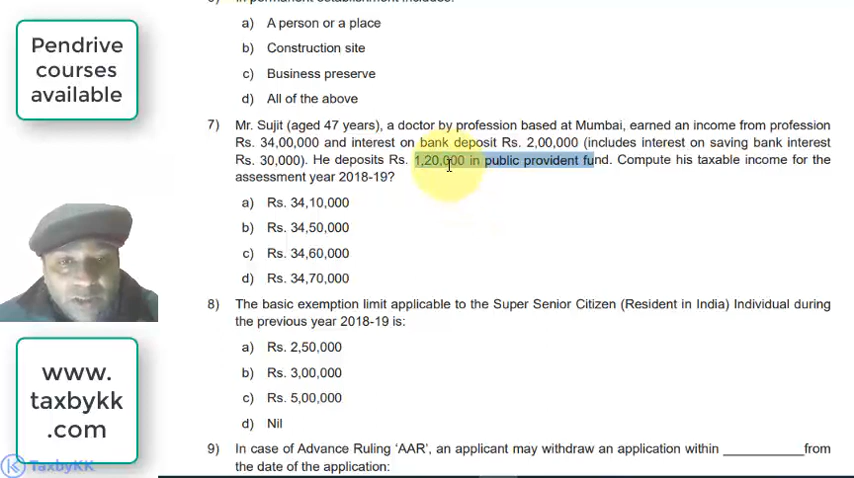 Pendrive
courses
available
6) In permanent establishment includes:
a) A person or a place
b) Construction site
c) Business preserve
d) All of the above
7) Mr. Sujit (aged 47 years), a doctor by profession based at Mumbai, earned an income from profession
Rs. 34,00,000 and interest on bank deposit Rs. 2,00,000 (includes interest on saving bank interest
Rs. 30,000). He deposits Rs. 1,20,000 in public provident fund. Compute his taxable income for the
assessment year 2018-19?
a) Rs. 34,10,000
b) Rs. 34,50,000
c) Rs. 34,60,000
d) Rs. 34,70,000
8) The basic exemption limit applicable to the Super Senior Citizen (Resident in India) Individual during
the previous year 2018-19 is:
a) Rs. 2,50,000
b) Rs. 3,00,000
c) Rs. 5,00,000
d) Nil
9) In case of Advance Ruling ‘AAR’, an applicant may withdraw an application within ___________from
the date of the application:
www.
taxbykk
.com
TaxbyKK